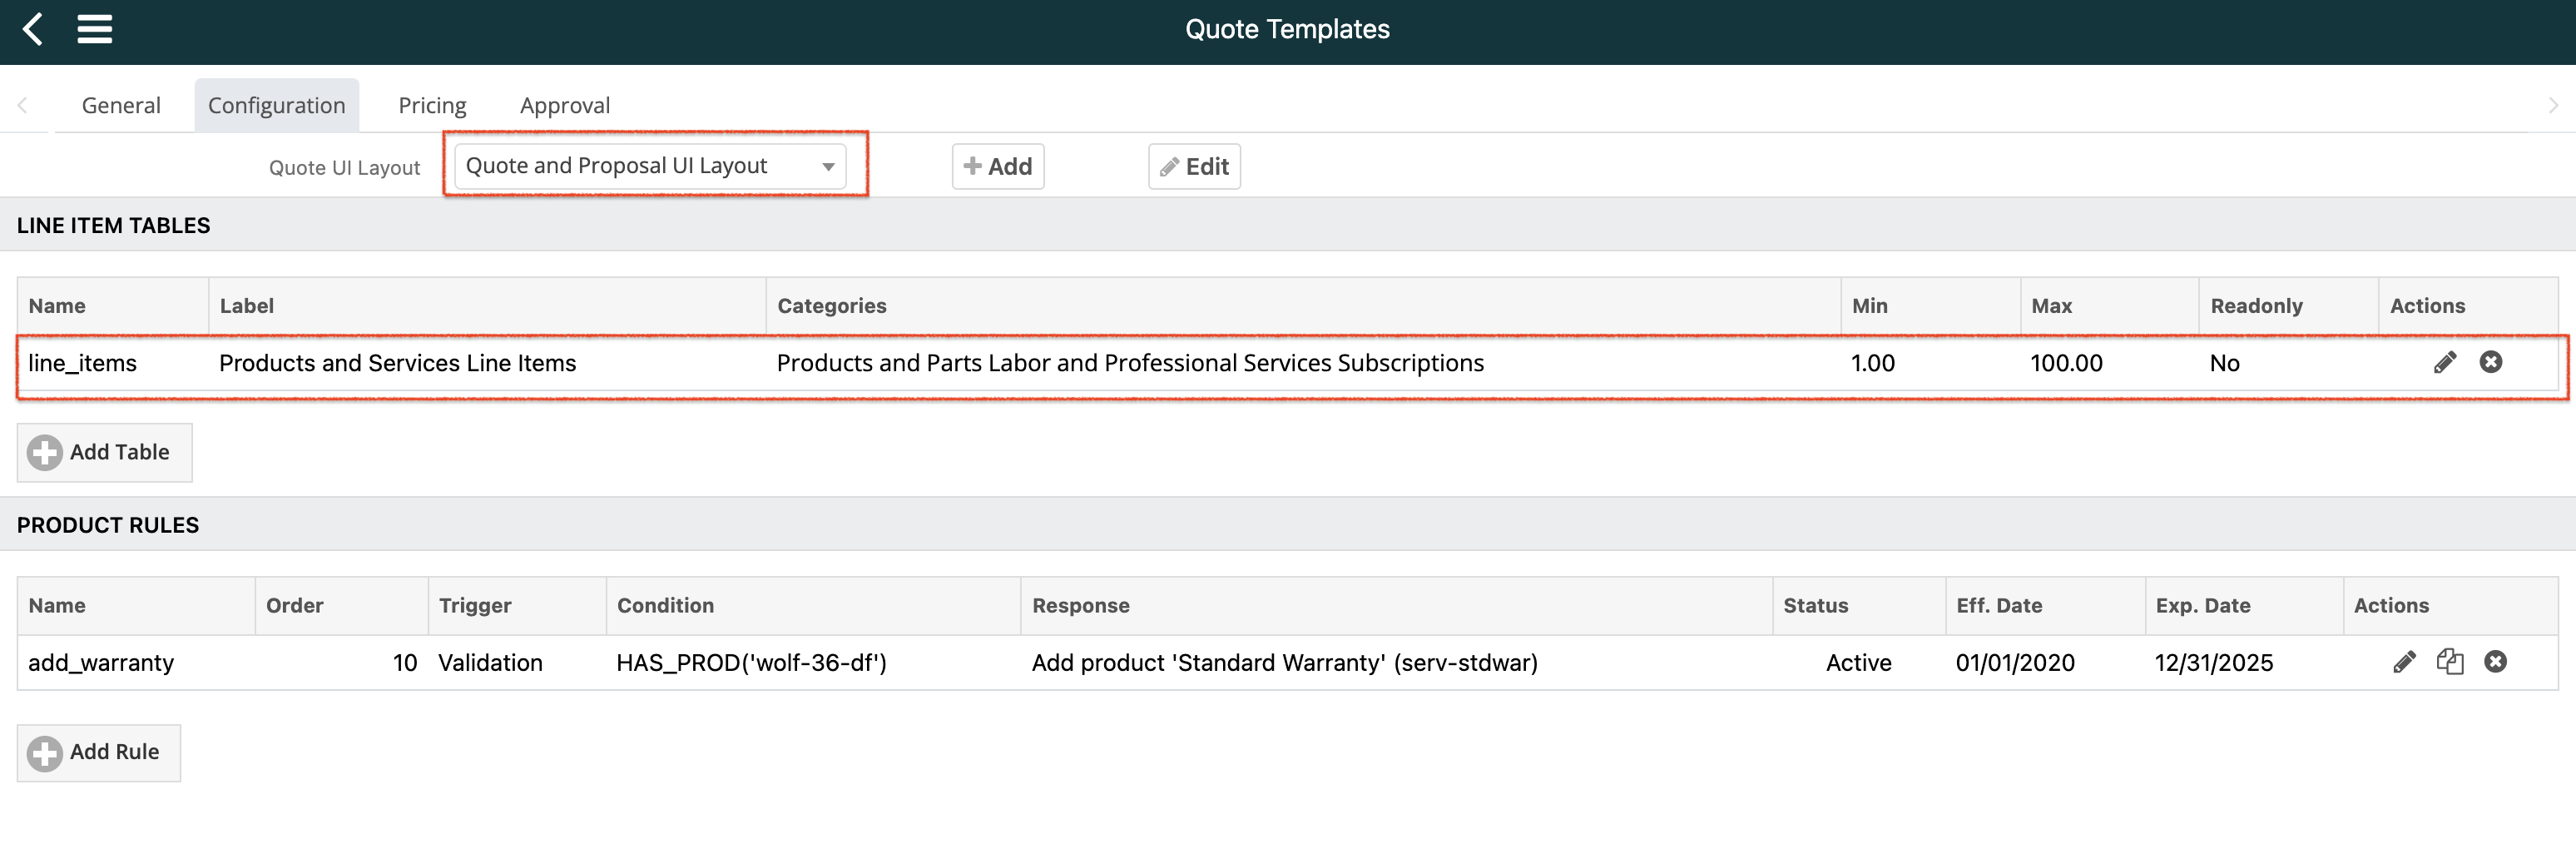 Quote Templates
General Configuration Pricing Approval
Quote UI Layout Quote and Proposal UI Layout Add Edit
LINE ITEM TABLES
Name Label Categories Min Max Readonly Actions
line_items Products and Services Line Items Products and Parts Labor and Professional Services Subscriptions 1.00 100.00 No
Add Table
PRODUCT RULES
Name Order Trigger Condition Response Status Eff. Date Exp. Date Actions
add_warranty 10 Validation HAS_PROD('wolf-36-df') Add product 'Standard Warranty' (serv-stdwar) Active 01/01/2020 12/31/2025
Add Rule